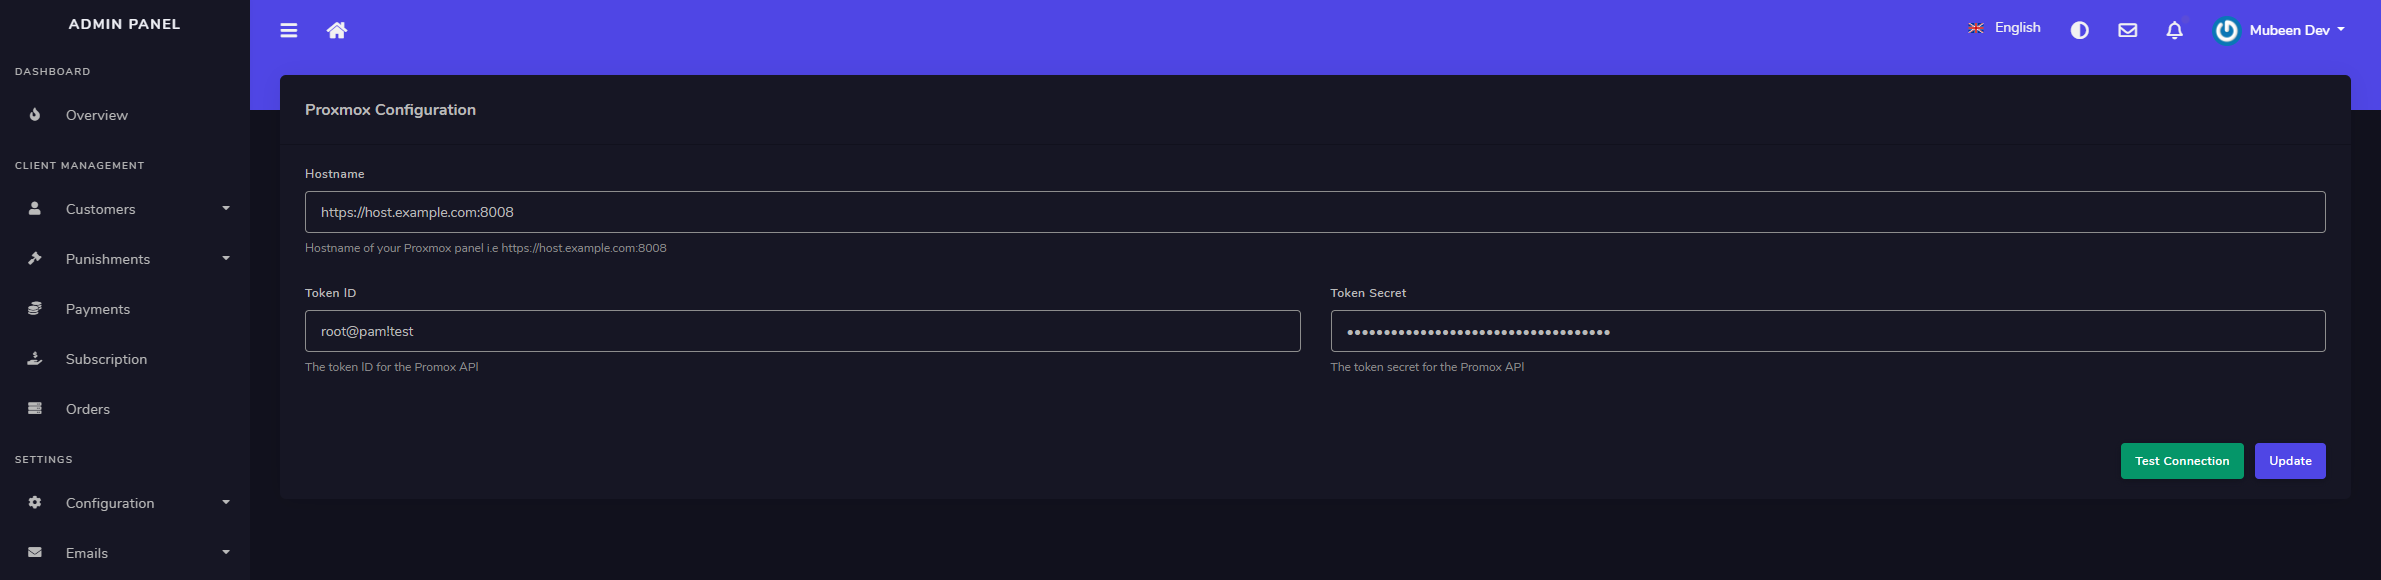 ADMIN PANEL
English
Mubeen Dev
DASHBOARD
Overview
CLIENT MANAGEMENT
Customers
Punishments
Payments
Subscription
Orders
SETTINGS
Configuration
Emails
Proxmox Configuration
Hostname
https://host.example.com:8008
Hostname of your Proxmox panel i.e https://host.example.com:8008
Token ID
root@pam!test
The token ID for the Promox API
Token Secret
••••••••••••••••••••••••••••••••••••
The token secret for the Promox API
Test Connection
Update